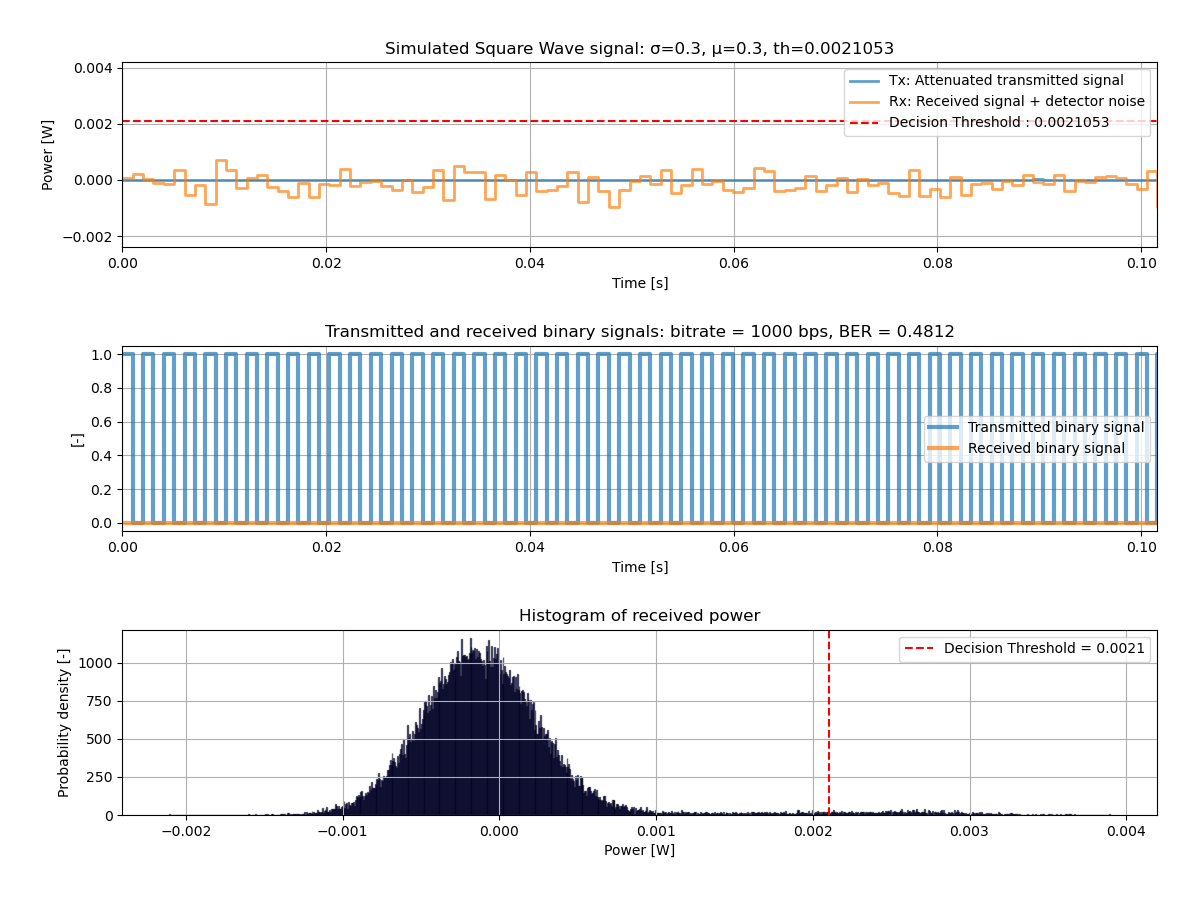 Simulated Square Wave signal: σ=0.3, μ=0.3, th=0.0021053
Power [W]
0.004
0.002
0.000
−0.002
Tx: Attenuated transmitted signal
Rx: Received signal + detector noise
Decision Threshold : 0.0021053
0.00 0.02 0.04 0.06 0.08 0.10
Time [s]
Transmitted and received binary signals: bitrate = 1000 bps, BER = 0.4812
[-]
1.0
0.8
0.6
0.4
0.2
0.0
Transmitted binary signal
Received binary signal
0.00 0.02 0.04 0.06 0.08 0.10
Time [s]
Histogram of received power
Probability density [-]
1000
750
500
250
0
Decision Threshold = 0.0021
−0.002 −0.001 0.000 0.001 0.002 0.003 0.004
Power [W]